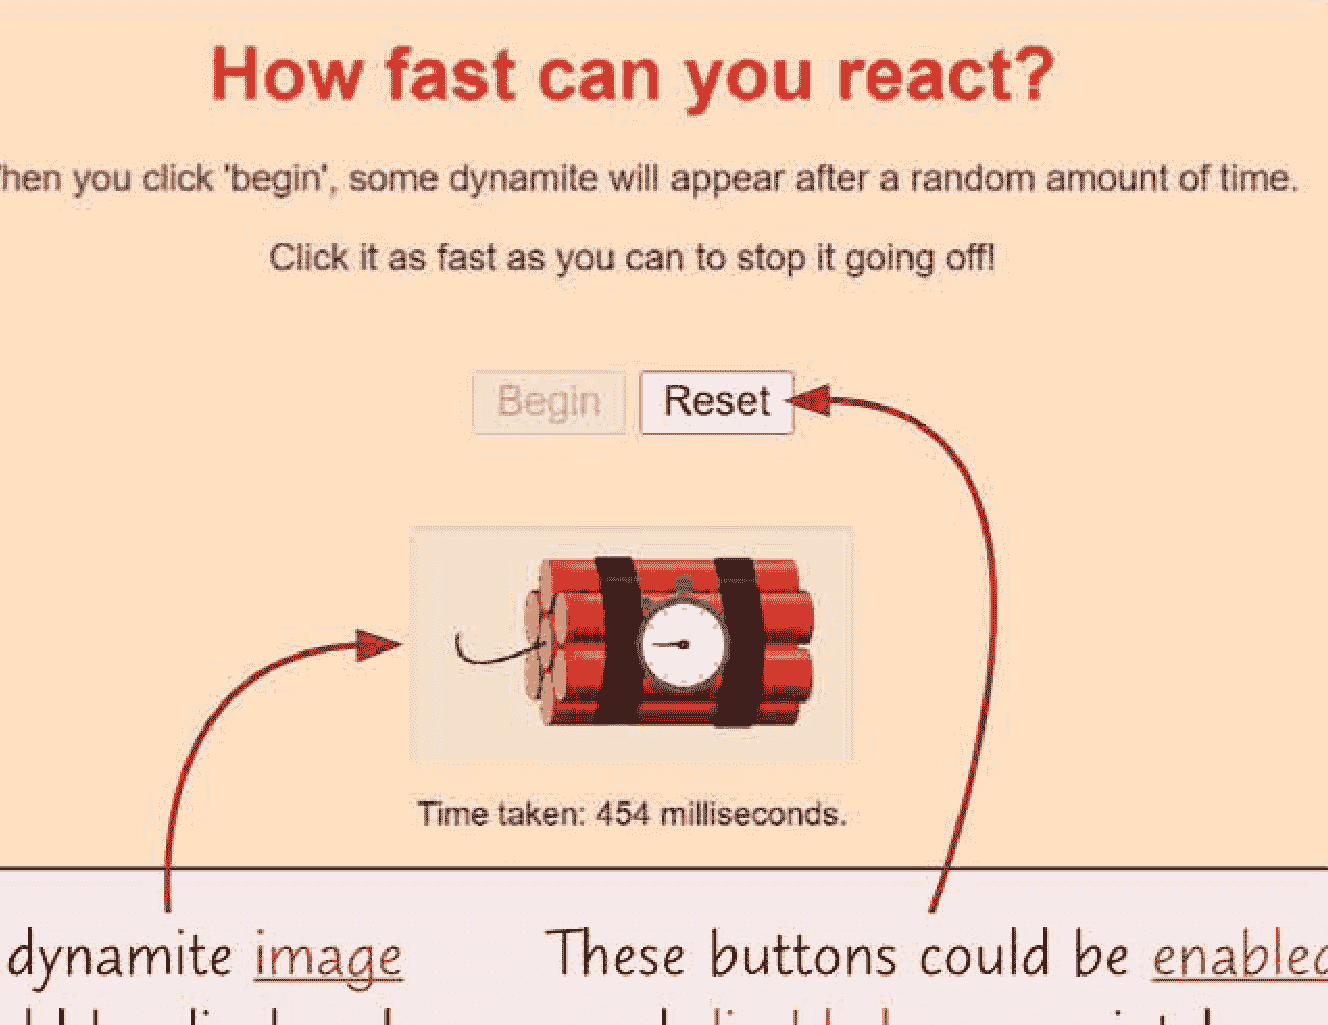 How fast can you react?
hen you click 'begin', some dynamite will appear after a random amount of time.
Click it as fast as you can to stop it going off!
Begin Reset
Time taken: 454 milliseconds.
dynamite image
These buttons could be enabled